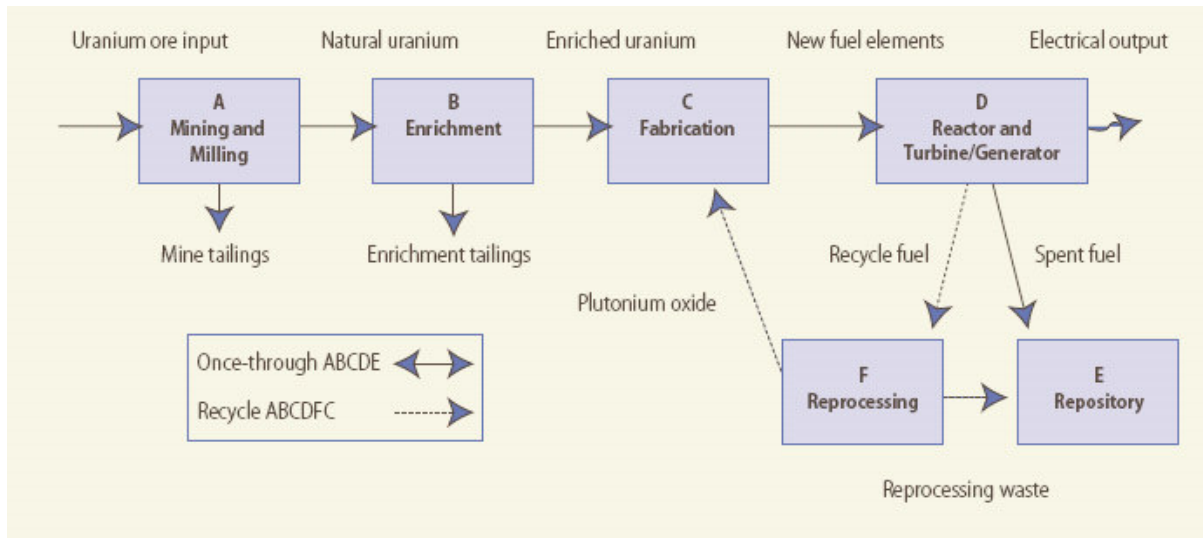 Uranium ore input
Natural uranium
Enriched uranium
New fuel elements
Electrical output
A
Mining and
Milling
B
Enrichment
C
Fabrication
D
Reactor and
Turbine/Generator
Mine tailings
Enrichment tailings
Recycle fuel
Spent fuel
Plutonium oxide
Once-through ABCDE
Recycle ABCDFC
F
Reprocessing
E
Repository
Reprocessing waste